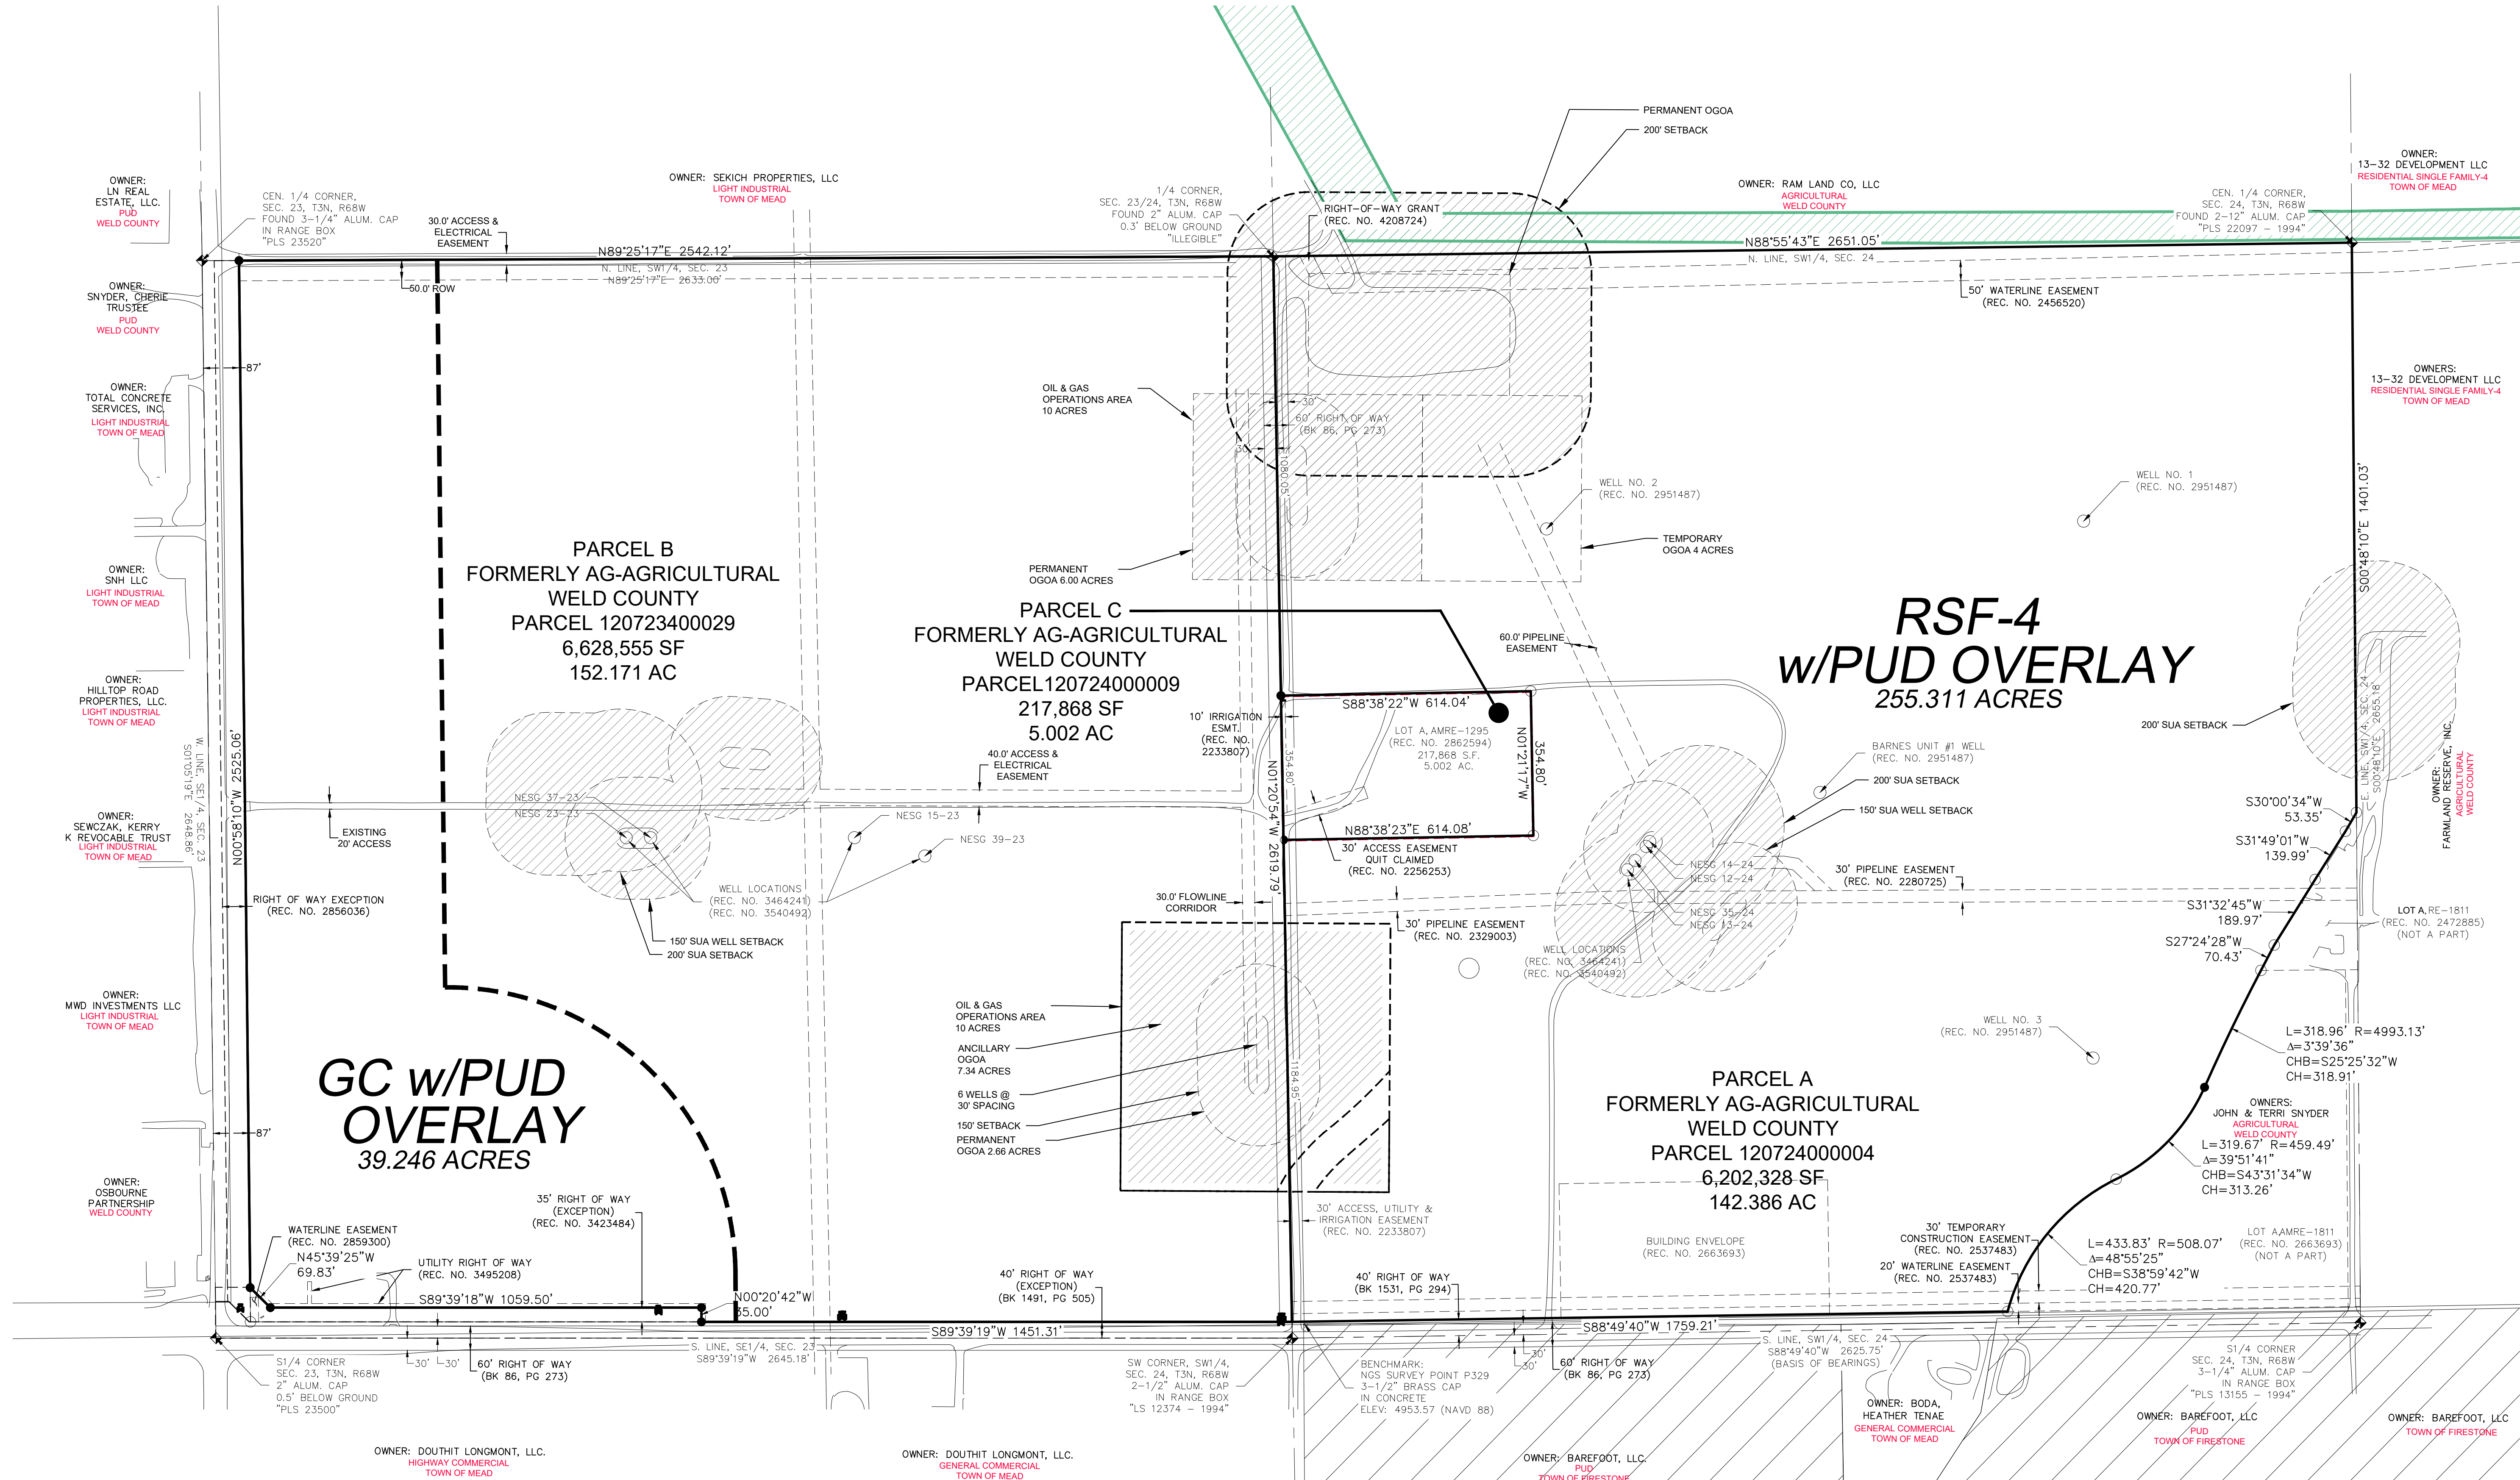 PERMANENT OGOA
200' SETBACK
OWNER:
LN REAL
ESTATE, LLC.
PUD
WELD COUNTY
CEN. 1/4 CORNER,
SEC. 23, T3N, R68W
FOUND 3-1/4" ALUM. CAP
IN RANGE BOX
"PLS 23520"
30.0' ACCESS &
ELECTRICAL
EASEMENT
OWNER: SEKICH PROPERTIES, LLC
LIGHT INDUSTRIAL
TOWN OF MEAD
1/4 CORNER,
SEC. 23/24, T3N, R68W
FOUND 2" ALUM. CAP
0.3' BELOW GROUND
"ILLEGIBLE"
RIGHT-OF-WAY GRANT
(REC. NO. 4208724)
OWNER: RAM LAND CO, LLC
AGRICULTURAL
WELD COUNTY
CEN. 1/4 CORNER,
SEC. 24, T3N, R68W
FOUND 2-12" ALUM. CAP
"PLS 22097 - 1994"
OWNER:
13-32 DEVELOPMENT LLC
RESIDENTIAL SINGLE FAMILY-4
TOWN OF MEAD
N89°25'17"E 2542.12'
N. LINE, SW1/4, SEC. 23
N89°25'17"E 2633.00'
50.0' ROW
N88°55'43"E 2651.05'
N. LINE, SW1/4, SEC. 24
50' WATERLINE EASEMENT
(REC. NO. 2456520)
OWNER:
SNYDER, CHERIE
TRUSTEE
PUD
WELD COUNTY
87'
OWNER:
TOTAL CONCRETE
SERVICES, INC.
LIGHT INDUSTRIAL
TOWN OF MEAD
OWNERS:
13-32 DEVELOPMENT LLC
RESIDENTIAL SINGLE FAMILY-4
TOWN OF MEAD
OIL & GAS
OPERATIONS AREA
10 ACRES
30'
60' RIGHT OF WAY
(BK 86, PG 273)
30'
1080.05'
WELL NO. 2
(REC. NO. 2951487)
WELL NO. 1
(REC. NO. 2951487)
S00°48'10"E 1401.03'
TEMPORARY
OGOA 4 ACRES
PERMANENT
OGOA 6.00 ACRES
PARCEL B
FORMERLY AG-AGRICULTURAL
WELD COUNTY
PARCEL 120723400029
6,628,555 SF
152.171 AC
OWNER:
SNH LLC
LIGHT INDUSTRIAL
TOWN OF MEAD
PARCEL C
FORMERLY AG-AGRICULTURAL
WELD COUNTY
PARCEL120724000009
217,868 SF
5.002 AC
60.0' PIPELINE
EASEMENT
RSF-4
w/PUD OVERLAY
255.311 ACRES
OWNER:
HILLTOP ROAD
PROPERTIES, LLC.
LIGHT INDUSTRIAL
TOWN OF MEAD
W. LINE, SE1/4, SEC. 23
S01°05'19"E 2648.86'
N00°58'10"W 2525.06'
10' IRRIGATION
ESMT.
(REC. NO.
2233807)
S88°38'22"W 614.04'
LOT A, AMRE-1295
(REC. NO. 2862594)
217,868 S.F.
5.002 AC.
N01°21'17"W
354.80'
354.80'
N01°20'54"W 2619.79'
N88°38'23"E 614.08'
200' SUA SETBACK
E. LINE, SW1/4, SEC. 24
S00°48'10"E 2655.18'
OWNER:
FARMLAND RESERVE, INC.
AGRICULTURAL
WELD COUNTY
BARNES UNIT #1 WELL
(REC. NO. 2951487)
200' SUA SETBACK
150' SUA WELL SETBACK
40.0' ACCESS &
ELECTRICAL
EASEMENT
NESG 37-23
NESG 23-23
NESG 15-23
NESG 39-23
EXISTING
20' ACCESS
OWNER:
SEWCZAK, KERRY
K REVOCABLE TRUST
LIGHT INDUSTRIAL
TOWN OF MEAD
S30°00'34"W
53.35'
S31°49'01"W
139.99'
30' ACCESS EASEMENT
QUIT CLAIMED
(REC. NO. 2256253)
NESG 14-24
NESG 12-24
30' PIPELINE EASEMENT
(REC. NO. 2280725)
RIGHT OF WAY EXECPTION
(REC. NO. 2856036)
WELL LOCATIONS
(REC. NO. 3464241)
(REC. NO. 3540492)
30.0' FLOWLINE
CORRIDOR
30' PIPELINE EASEMENT
(REC. NO. 2329003)
NESG 35-24
NESG 13-24
WELL LOCATIONS
(REC. NO. 3464241)
(REC. NO. 3540492)
S31°32'45"W
189.97'
LOT A, RE-1811
(REC. NO. 2472885)
(NOT A PART)
S27°24'28"W
70.43'
150' SUA WELL SETBACK
200' SUA SETBACK
OWNER:
MWD INVESTMENTS LLC
LIGHT INDUSTRIAL
TOWN OF MEAD
OIL & GAS
OPERATIONS AREA
10 ACRES
ANCILLARY
OGOA
7.34 ACRES
6 WELLS @
30' SPACING
150' SETBACK
PERMANENT
OGOA 2.66 ACRES
1184.95'
WELL NO. 3
(REC. NO. 2951487)
L=318.96' R=4993.13'
Δ=3°39'36"
CHB=S25°25'32"W
CH=318.91'
GC w/PUD
OVERLAY
39.246 ACRES
87'
PARCEL A
FORMERLY AG-AGRICULTURAL
WELD COUNTY
PARCEL 120724000004
6,202,328 SF
142.386 AC
OWNERS:
JOHN & TERRI SNYDER
AGRICULTURAL
WELD COUNTY
L=319.67' R=459.49'
Δ=39°51'41"
CHB=S43°31'34"W
CH=313.26'
OWNER:
OSBOURNE
PARTNERSHIP
WELD COUNTY
WATERLINE EASEMENT
(REC. NO. 2859300)
N45°39'25"W
69.83'
35' RIGHT OF WAY
(EXCEPTION)
(REC. NO. 3423484)
UTILITY RIGHT OF WAY
(REC. NO. 3495208)
S89°39'18"W 1059.50'
N00°20'42"W
35.00'
40' RIGHT OF WAY
(EXCEPTION)
(BK 1491, PG 505)
30' ACCESS, UTILITY &
IRRIGATION EASEMENT
(REC. NO. 2233807)
40' RIGHT OF WAY
(BK 1531, PG 294)
BUILDING ENVELOPE
(REC. NO. 2663693)
30' TEMPORARY
CONSTRUCTION EASEMENT
(REC. NO. 2537483)
20' WATERLINE EASEMENT
(REC. NO. 2537483)
L=433.83' R=508.07'
Δ=48°55'25"
CHB=S38°59'42"W
CH=420.77'
LOT A,AMRE-1811
(REC. NO. 2663693)
(NOT A PART)
S89°39'19"W 1451.31'
S88°49'40"W 1759.21'
S. LINE, SE1/4, SEC. 23
S89°39'19"W 2645.18'
S. LINE, SW1/4, SEC. 24
S88°49'40"W 2625.75'
(BASIS OF BEARINGS)
S1/4 CORNER
SEC. 23, T3N, R68W
2" ALUM. CAP
0.5' BELOW GROUND
"PLS 23500"
30'
30'
60' RIGHT OF WAY
(BK 86, PG 273)
SW CORNER, SW1/4,
SEC. 24, T3N, R68W
2-1/2" ALUM. CAP
IN RANGE BOX
"LS 12374 - 1994"
BENCHMARK:
NGS SURVEY POINT P329
3-1/2" BRASS CAP
IN CONCRETE
ELEV: 4953.57 (NAVD 88)
30'
30'
60' RIGHT OF WAY
(BK 86, PG 273)
S1/4 CORNER
SEC. 24, T3N, R68W
3-1/4" ALUM. CAP
IN RANGE BOX
"PLS 13155 - 1994"
OWNER: DOUTHIT LONGMONT, LLC.
HIGHWAY COMMERCIAL
TOWN OF MEAD
OWNER: DOUTHIT LONGMONT, LLC.
GENERAL COMMERCIAL
TOWN OF MEAD
OWNER: BAREFOOT, LLC.
PUD
TOWN OF FIRESTONE
OWNER: BODA,
HEATHER TENAE
GENERAL COMMERCIAL
TOWN OF MEAD
OWNER: BAREFOOT, LLC
PUD
TOWN OF FIRESTONE
OWNER: BAREFOOT, LLC
TOWN OF FIRESTONE